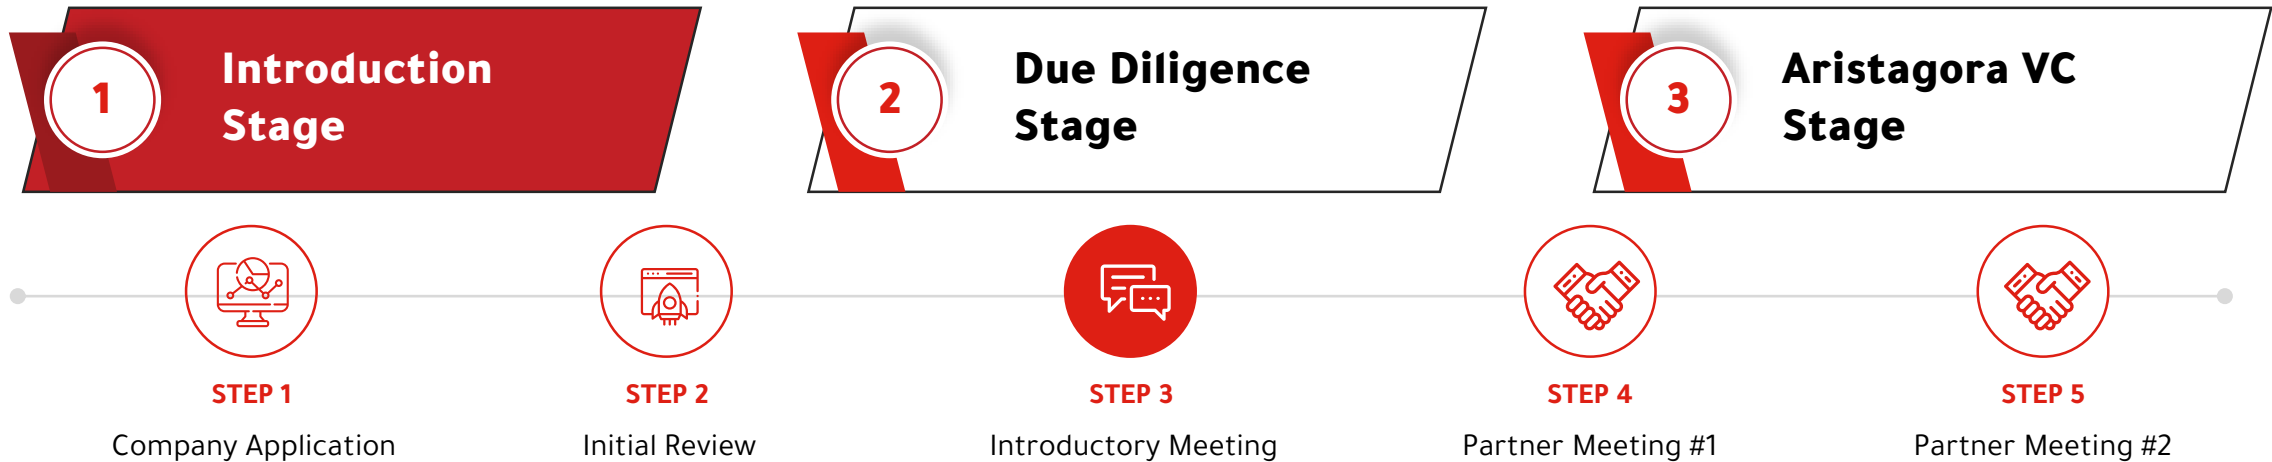 1
Introduction
Stage
2
Due Diligence
Stage
3
Aristagora VC
Stage
STEP 1
Company Application
STEP 2
Initial Review
STEP 3
Introductory Meeting
STEP 4
Partner Meeting #1
STEP 5
Partner Meeting #2